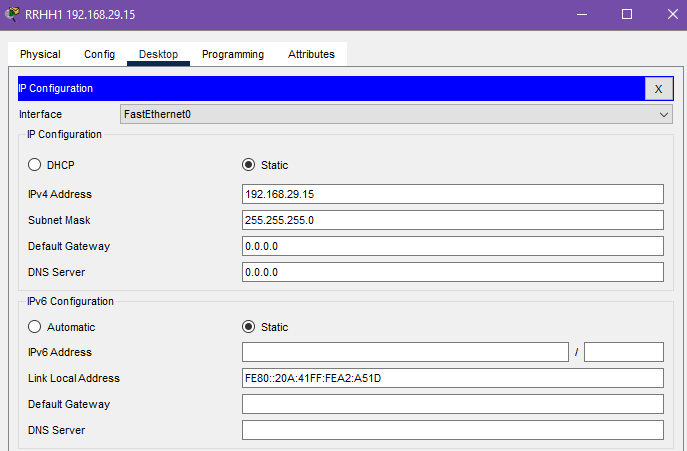 RRHH1 192.168.29.15
Physical Config Desktop Programming Attributes
IP Configuration X
Interface FastEthernet0
IP Configuration
DHCP Static
IPv4 Address 192.168.29.15
Subnet Mask 255.255.255.0
Default Gateway 0.0.0.0
DNS Server 0.0.0.0
IPv6 Configuration
Automatic Static
IPv6 Address /
Link Local Address FE80::20A:41FF:FEA2:A51D
Default Gateway
DNS Server